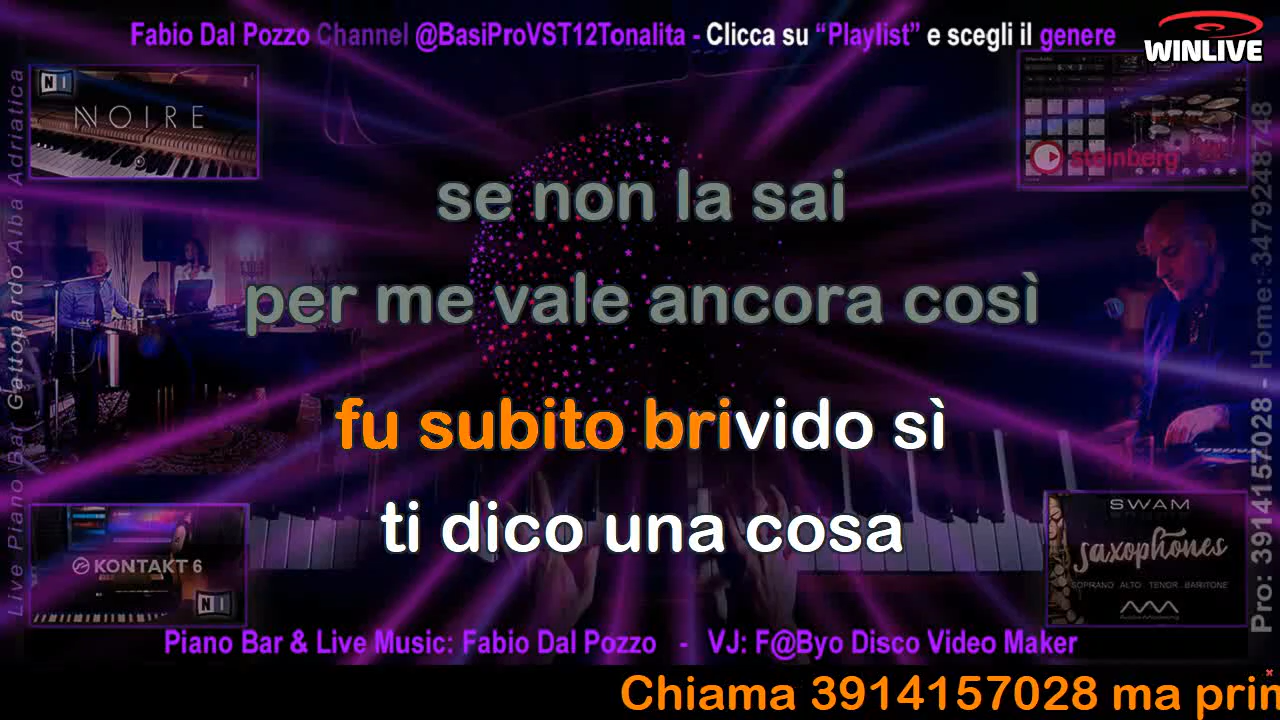 Fabio Dal Pozzo Channel @BasiProVST12Tonalita - Clicca su “Playlist” e scegli il genere
WINLIVE
NOIRE
NI
steinberg
Live Piano Bar Gattopardo Alba Adriatica
Pro: 3914157028 - Home: 3479248748
se non la sai
per me vale ancora così
fu subito brivido sì
ti dico una cosa
KONTAKT 6
NI
SWAM
saxophones
SOPRANO ALTO TENOR BARITONE
Piano Bar & Live Music: Fabio Dal Pozzo - VJ: F@Byo Disco Video Maker
Chiama 3914157028 ma prin